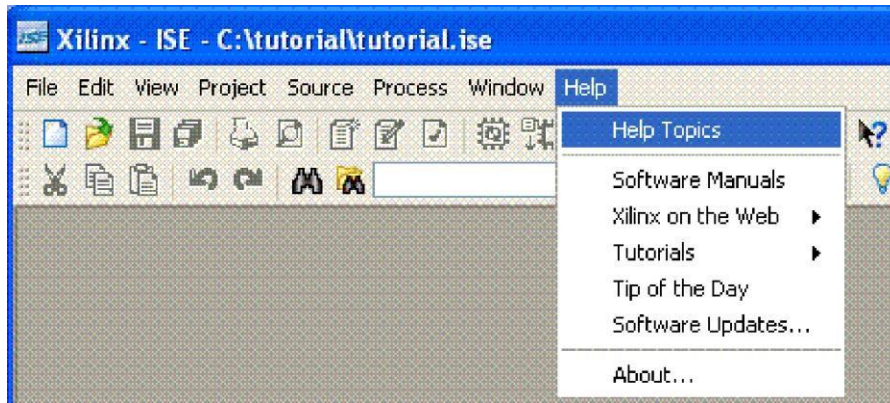 ISE Xilinx - ISE - C:\tutorial\tutorial.ise
File Edit View Project Source Process Window Help
Help Topics
Software Manuals
Xilinx on the Web
Tutorials
Tip of the Day
Software Updates...
About...